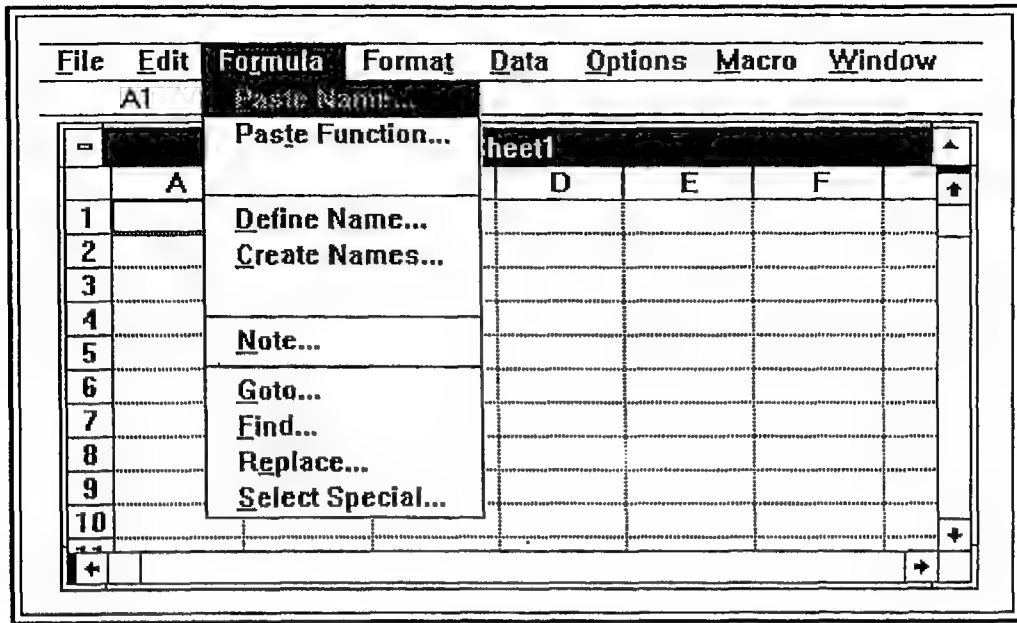 File Edit Formula Format Data Options Macro Window
A1 Paste Name...
Paste Function...
heet1
A D E F
1
Define Name...
2
Create Names...
3
4
5
Note...
6
Goto...
7
Find...
8
Replace...
9
Select Special...
10